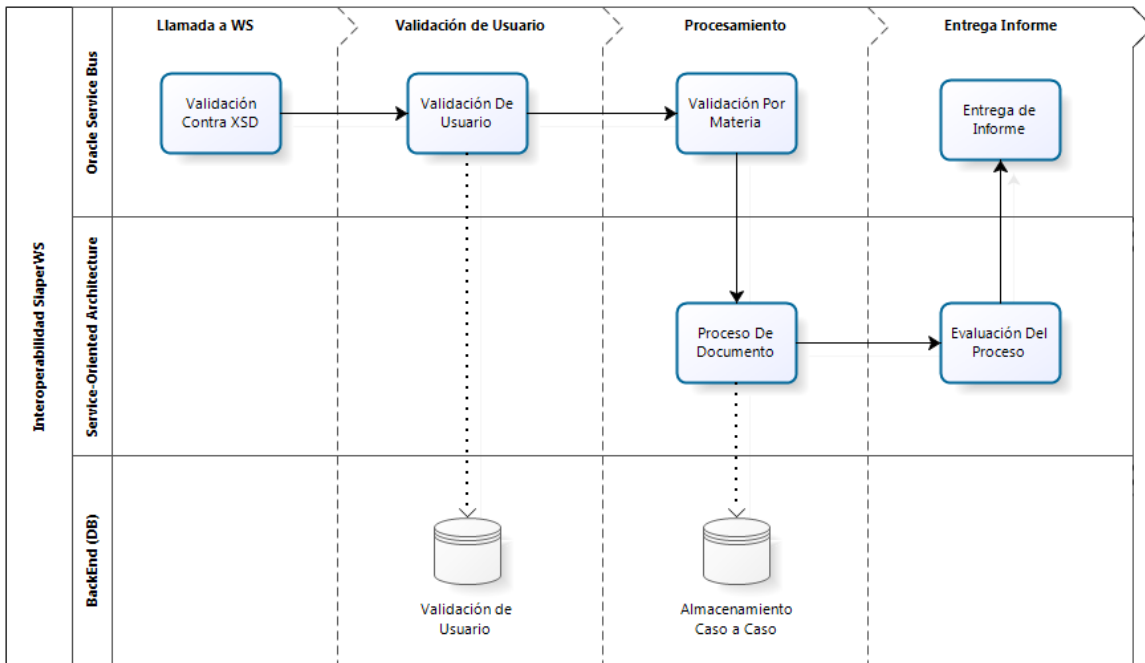 Llamada a WS
Validación de Usuario
Procesamiento
Entrega Informe
Interoperabilidad SiaperWS
Oracle Service Bus
Validación
Contra XSD
Validación De
Usuario
Validación Por
Materia
Entrega de
Informe
Service-Oriented Architecture
Proceso De
Documento
Evaluación Del
Proceso
BackEnd (DB)
Validación de
Usuario
Almacenamiento
Caso a Caso